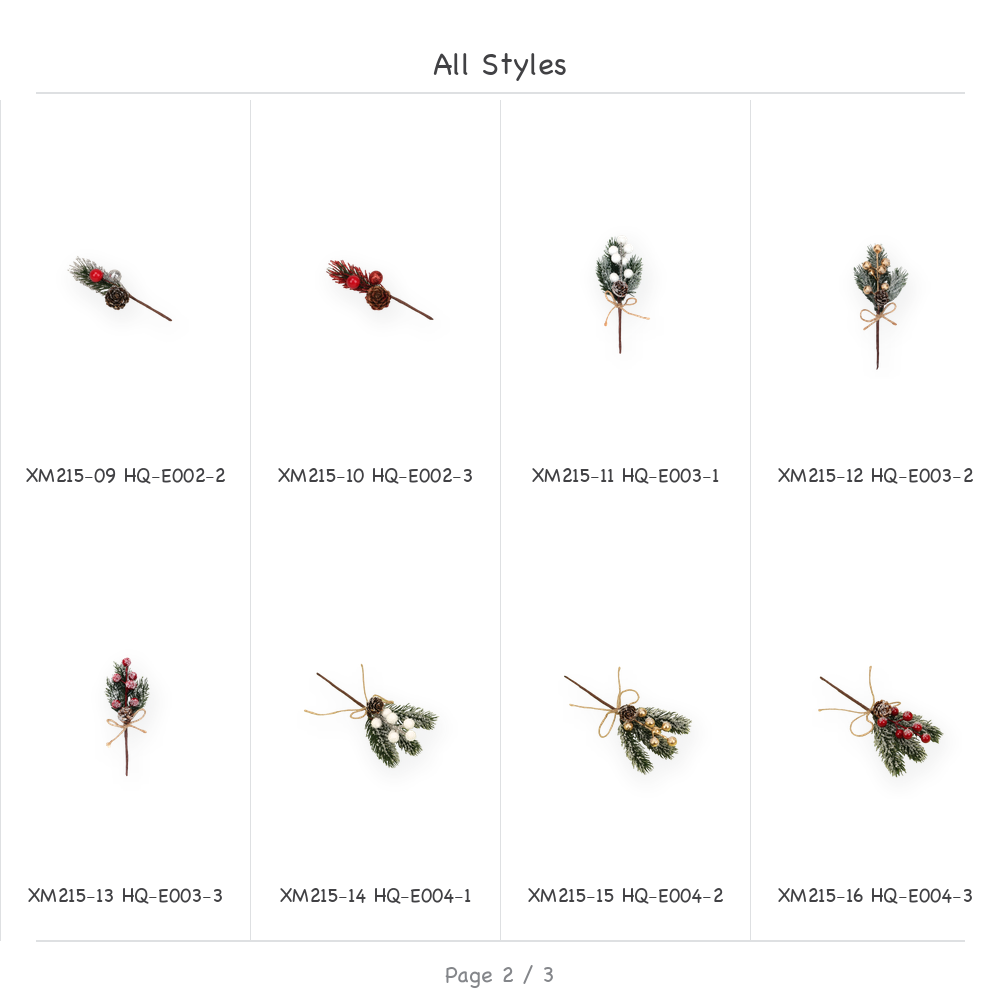 All Styles
XM215-09 HQ-E002-2
XM215-10 HQ-E002-3
XM215-11 HQ-E003-1
XM215-12 HQ-E003-2
XM215-13 HQ-E003-3
XM215-14 HQ-E004-1
XM215-15 HQ-E004-2
XM215-16 HQ-E004-3
Page 2 / 3